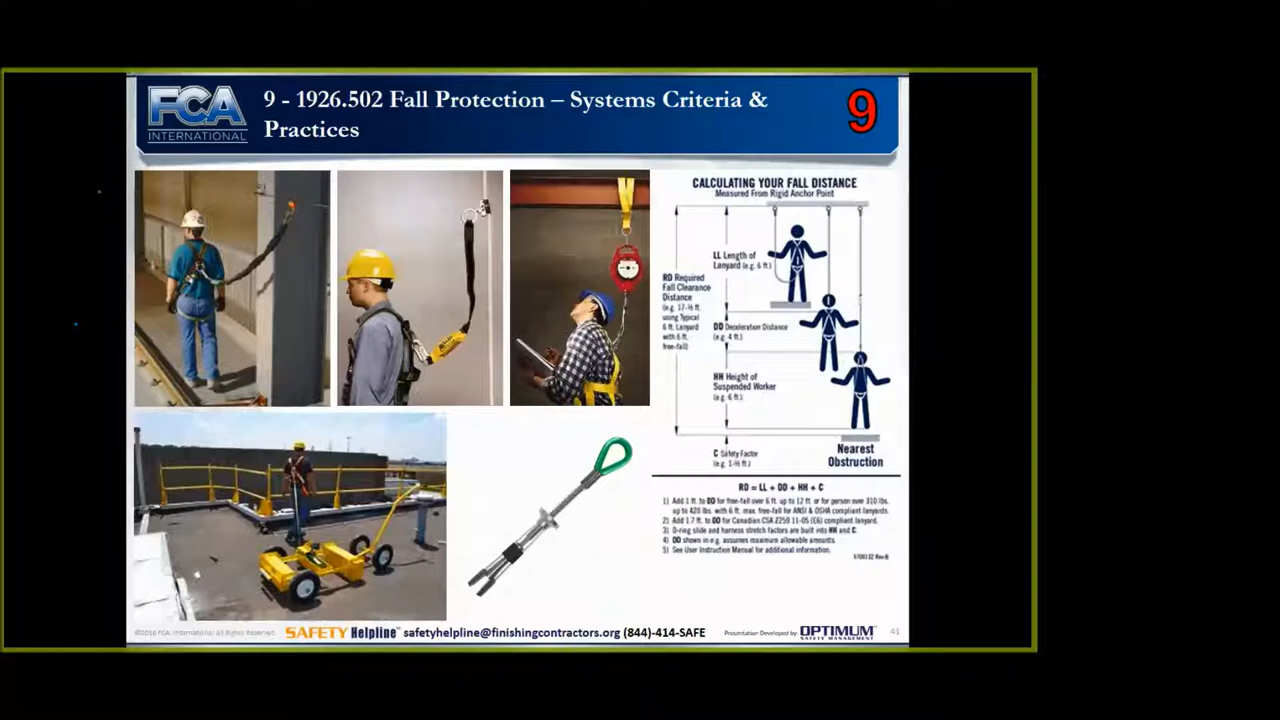 FCA
INTERNATIONAL
9 - 1926.502 Fall Protection – Systems Criteria &
Practices
9
CALCULATING YOUR FALL DISTANCE
Measured From Rigid Anchor Point
LL Length of
Lanyard (e.g. 6 ft.)
RD Required
Fall Clearance
Distance
(e.g. 17-½ ft.
using Typical
6 ft. Lanyard
with 6 ft.
free-fall)
DD Deceleration Distance
(e.g. 4 ft.)
HH Height of
Suspended Worker
(e.g. 6 ft.)
C Safety Factor
(e.g. 1-½ ft.)
Nearest
Obstruction
RD = LL + DD + HH + C
1) Add 1 ft. to DD for free-fall over 6 ft. up to 12 ft. or for person over 310 lbs.
up to 420 lbs. with 6 ft. max. free-fall for ANSI & OSHA compliant lanyards.
2) Add 1.7 ft. to DD for Canadian CSA Z259 11-05 (E6) compliant lanyard.
3) D-ring slide and harness stretch factors are built into HH and C.
4) DD shown in e.g. assumes maximum allowable amounts.
5) See User Instruction Manual for additional information.
©2016 FCA, International All Rights Reserved.
SAFETY Helpline™ safetyhelpline@finishingcontractors.org (844)-414-SAFE
Presentation Developed by:
OPTIMUM™
SAFETY MANAGEMENT
41